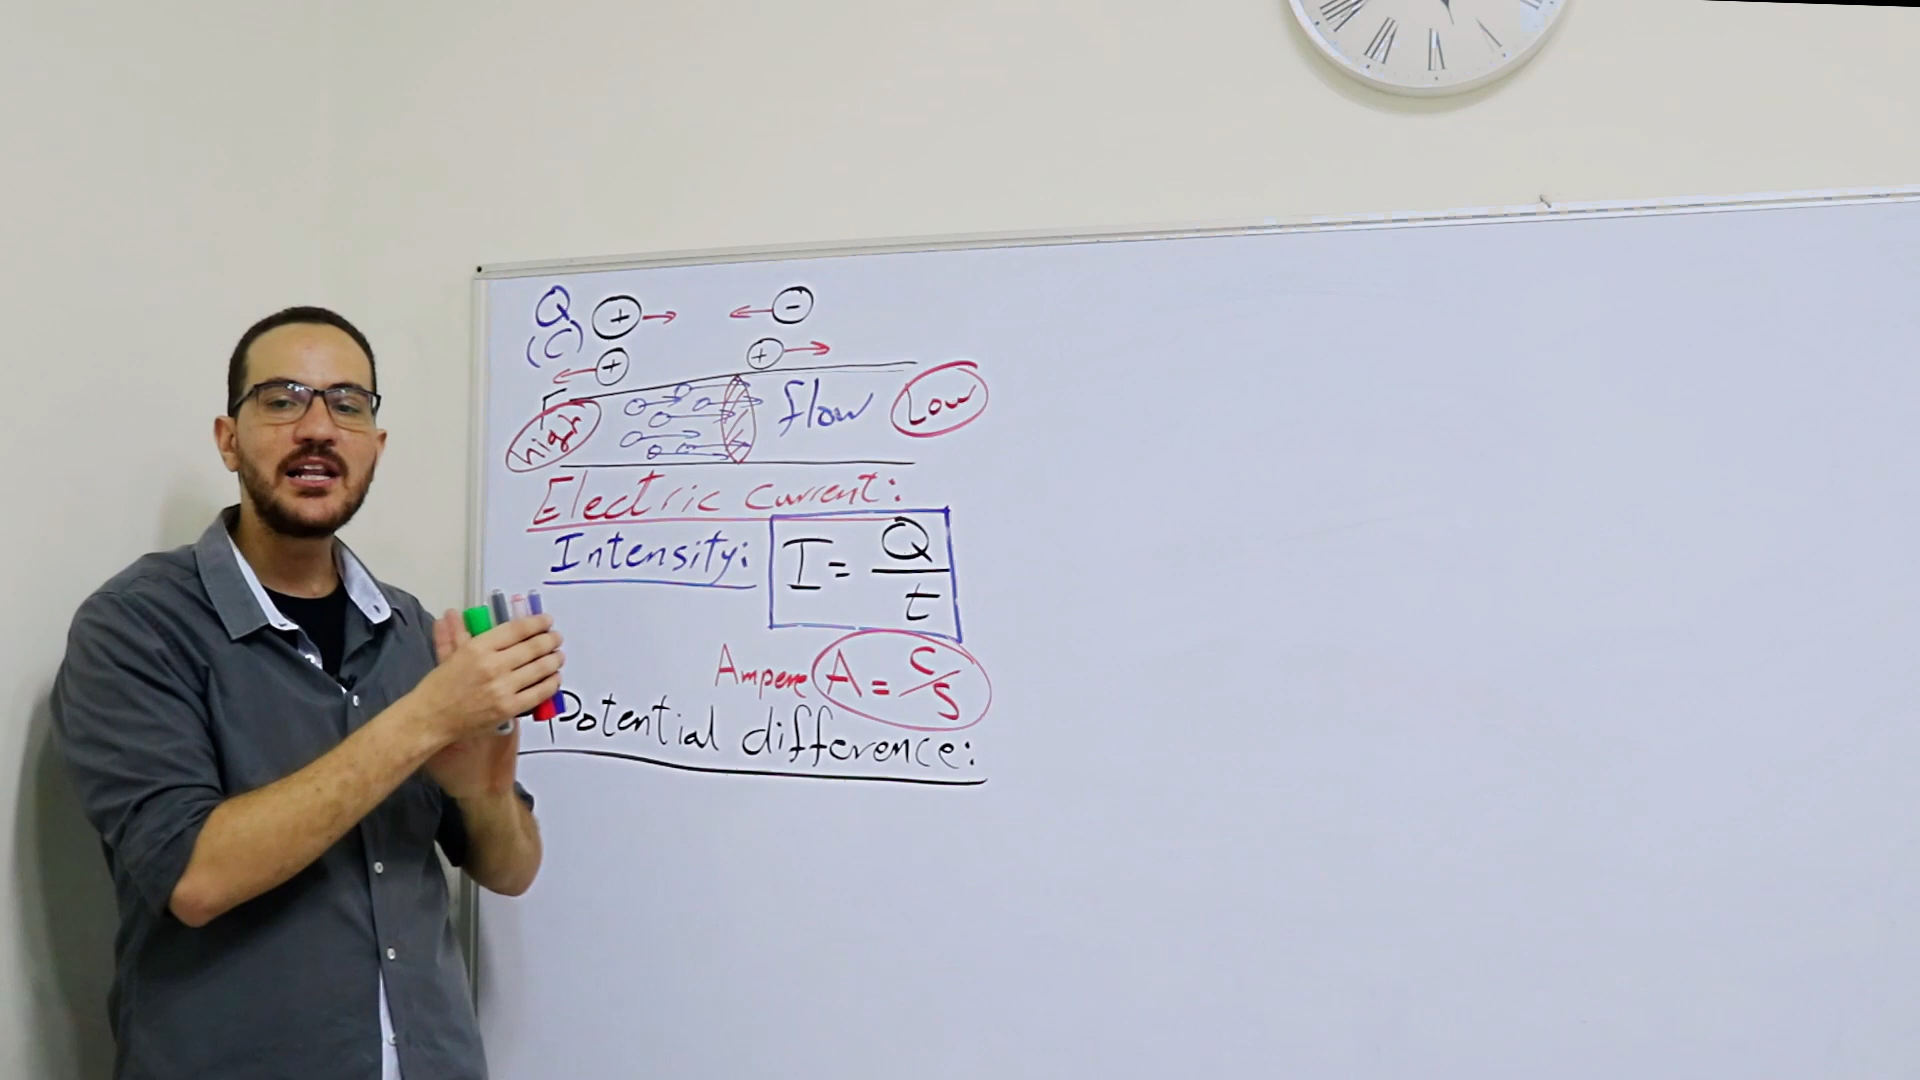 Q + -
(C) + +
high flow Low
Electric current:
Intensity: I = Q/t
Ampere A = C/S
Potential difference: